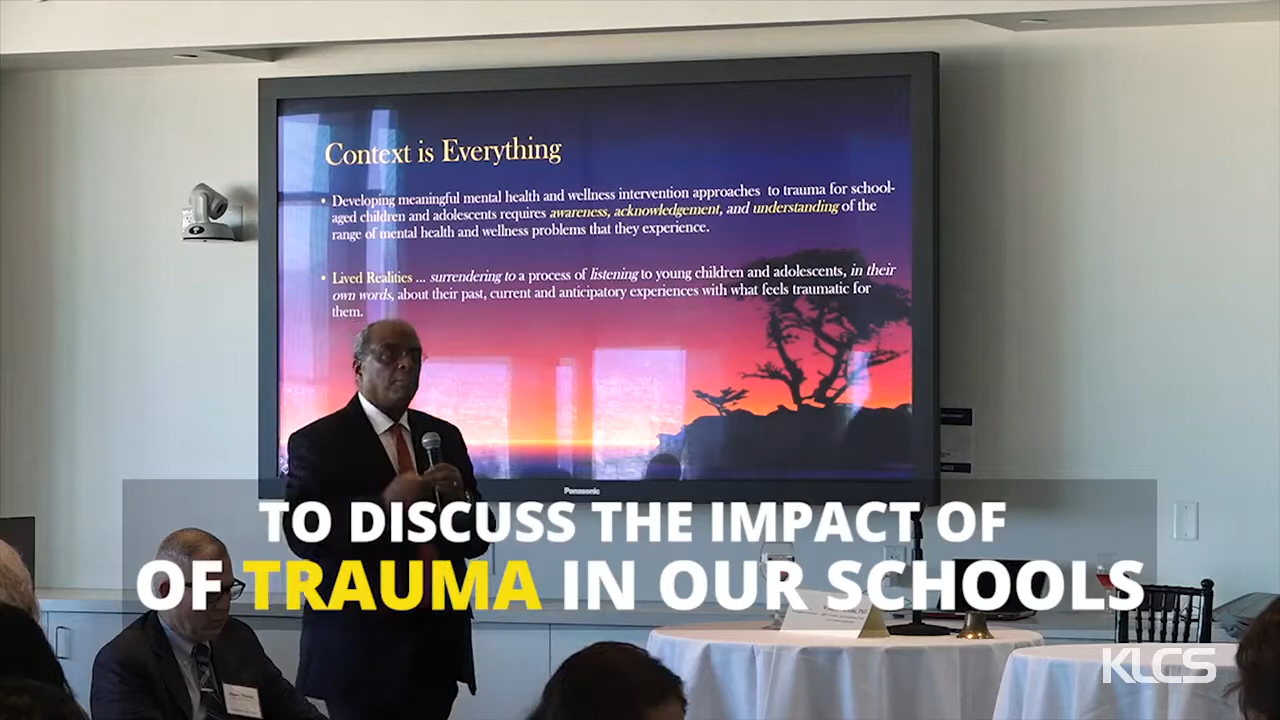 Context is Everything
• Developing meaningful mental health and wellness intervention approaches to trauma for school-
aged children and adolescents requires awareness, acknowledgement, and understanding of the
range of mental health and wellness problems that they experience.
• Lived Realities ... surrendering to a process of listening to young children and adolescents, in their
own words, about their past, current and anticipatory experiences with what feels traumatic for
them.
Panasonic
TO DISCUSS THE IMPACT OF
OF TRAUMA IN OUR SCHOOLS
KLCS